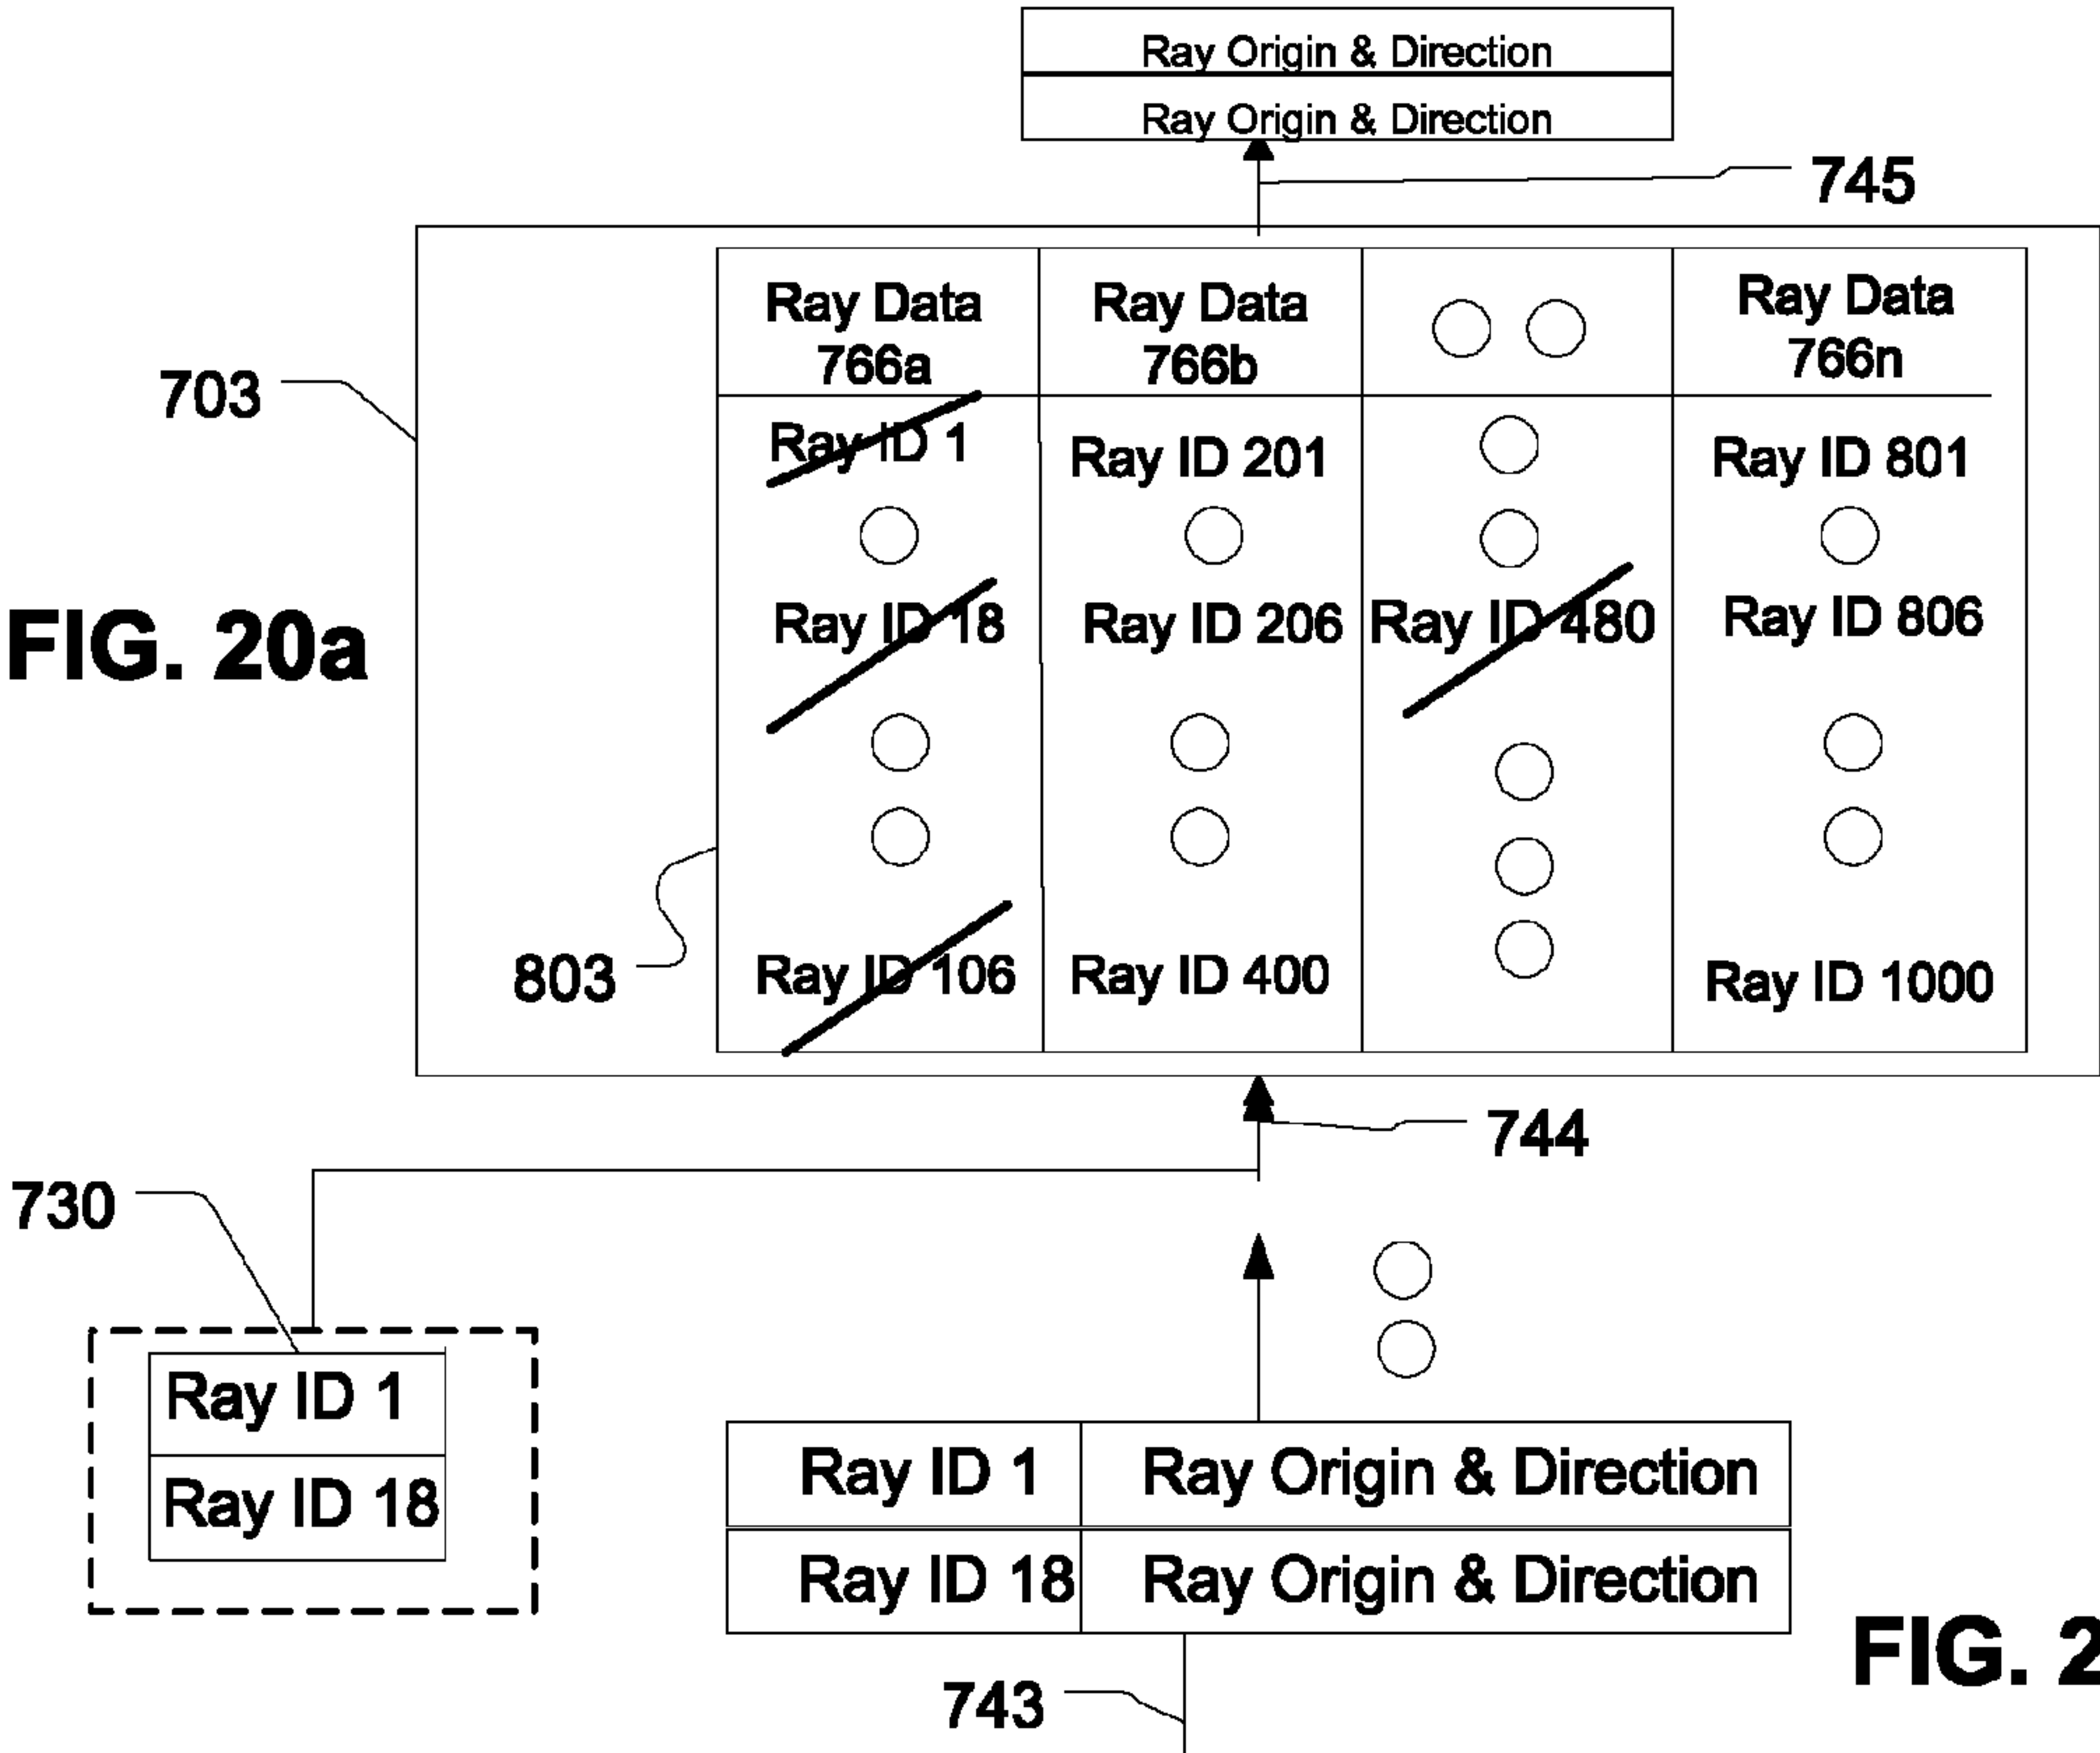 Ray Origin & Direction
Ray Origin & Direction
745
Ray Data 766a
Ray Data 766b
Ray Data 766n
703
Ray ID 1
Ray ID 201
Ray ID 801
FIG. 20a
Ray ID 18
Ray ID 206
Ray ID 480
Ray ID 806
803
Ray ID 106
Ray ID 400
Ray ID 1000
744
730
Ray ID 1
Ray ID 18
Ray ID 1 Ray Origin & Direction
Ray ID 18 Ray Origin & Direction
FIG. 2
743